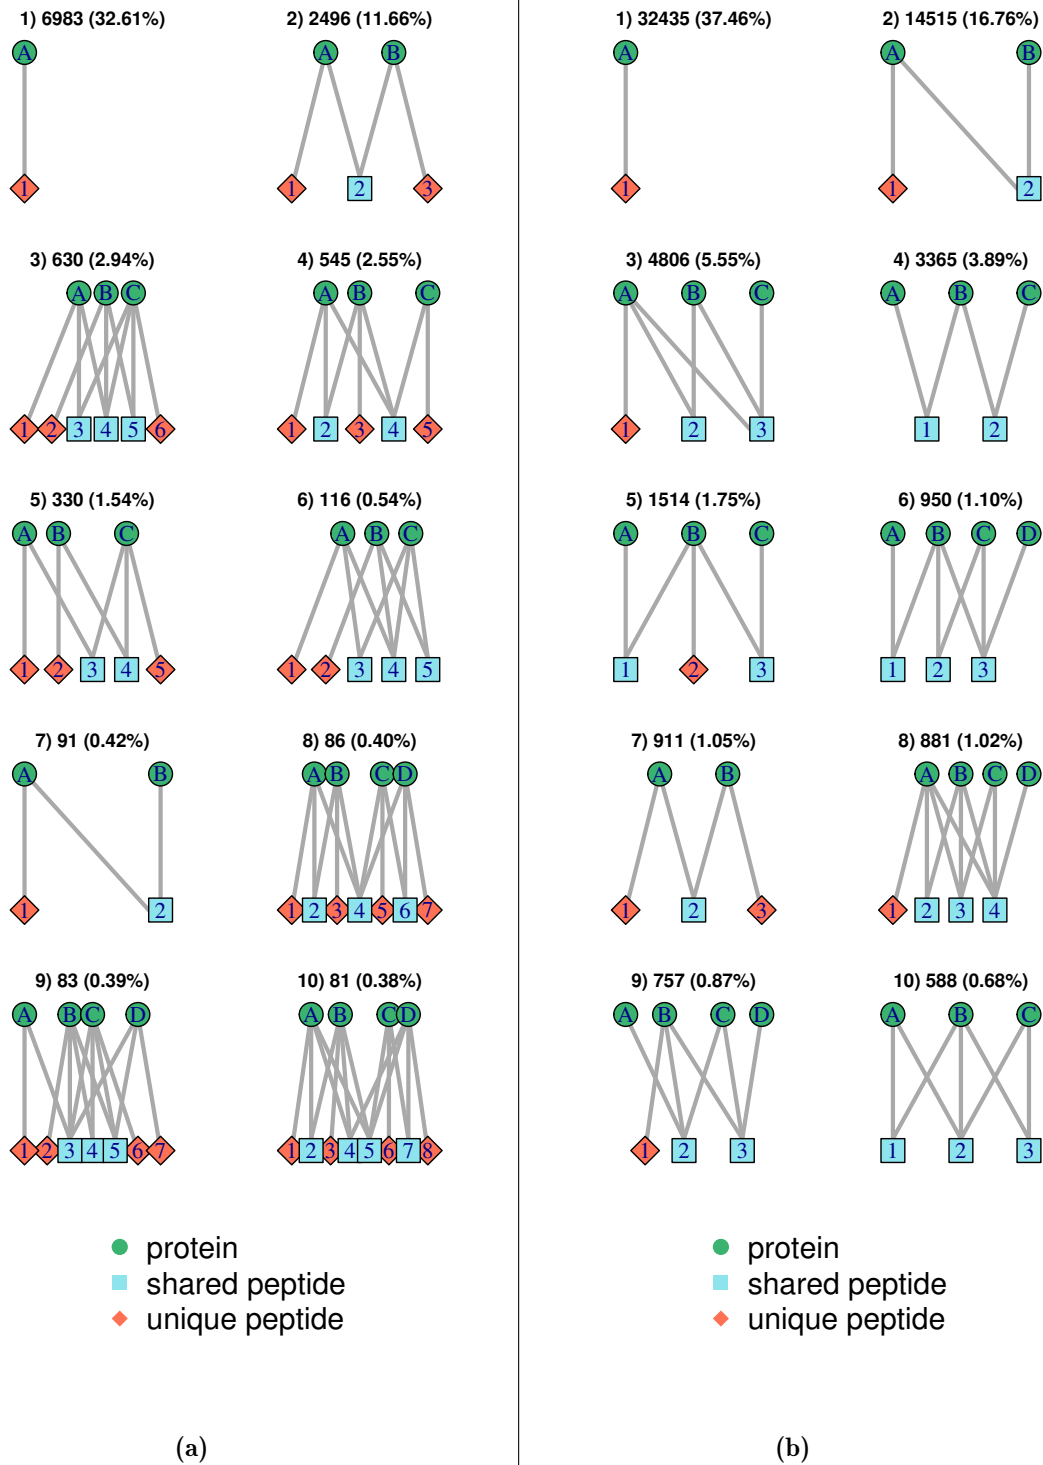 1) 6983 (32.61%)
A
1
2) 2496 (11.66%)
A B
1 2 3
3) 630 (2.94%)
A B C
1 2 3 4 5 6
4) 545 (2.55%)
A B C
1 2 3 4 5
5) 330 (1.54%)
A B C
1 2 3 4 5
6) 116 (0.54%)
A B C
1 2 3 4 5
7) 91 (0.42%)
A B
1 2
8) 86 (0.40%)
A B C D
1 2 3 4 5 6 7
9) 83 (0.39%)
A B C D
1 2 3 4 5 6 7
10) 81 (0.38%)
A B C D
1 2 3 4 5 6 7 8
protein
shared peptide
unique peptide
(a)
1) 32435 (37.46%)
A
1
2) 14515 (16.76%)
A B
1 2
3) 4806 (5.55%)
A B C
1 2 3
4) 3365 (3.89%)
A B C
1 2
5) 1514 (1.75%)
A B C
1 2 3
6) 950 (1.10%)
A B C D
1 2 3
7) 911 (1.05%)
A B
1 2 3
8) 881 (1.02%)
A B C D
1 2 3 4
9) 757 (0.87%)
A B C D
1 2 3
10) 588 (0.68%)
A B C
1 2 3
protein
shared peptide
unique peptide
(b)